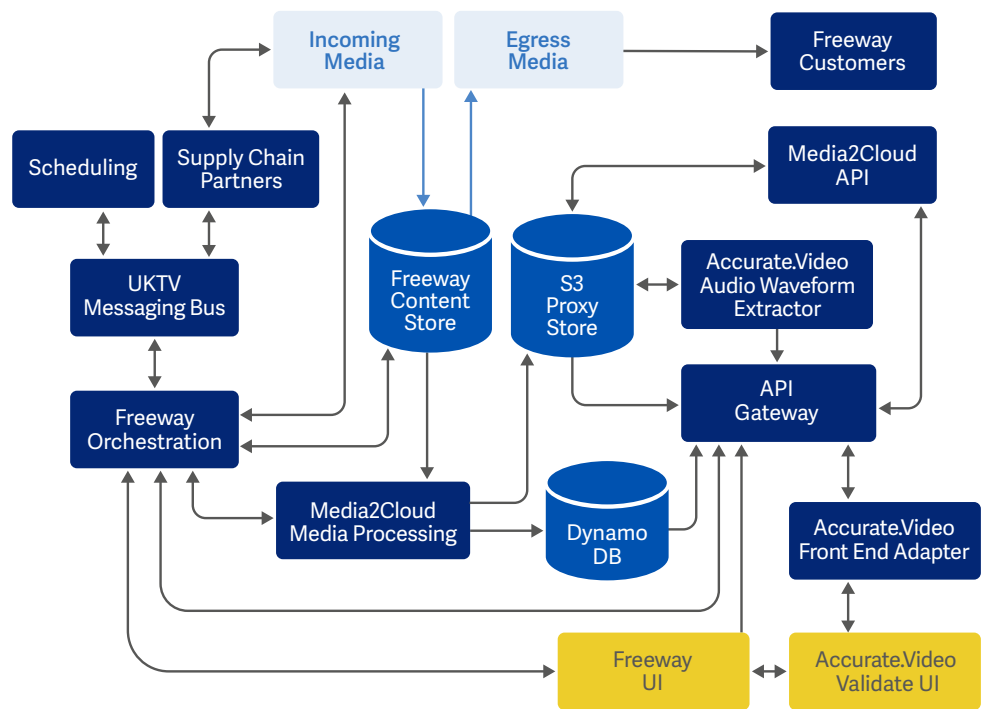 Incoming
Media
Egress
Media
Freeway
Customers
Scheduling
Supply Chain
Partners
Media2Cloud
API
UKTV
Messaging Bus
Freeway
Content
Store
S3
Proxy
Store
Accurate.Video
Audio Waveform
Extractor
Freeway
Orchestration
API
Gateway
Media2Cloud
Media Processing
Dynamo
DB
Accurate.Video
Front End Adapter
Freeway
UI
Accurate.Video
Validate UI